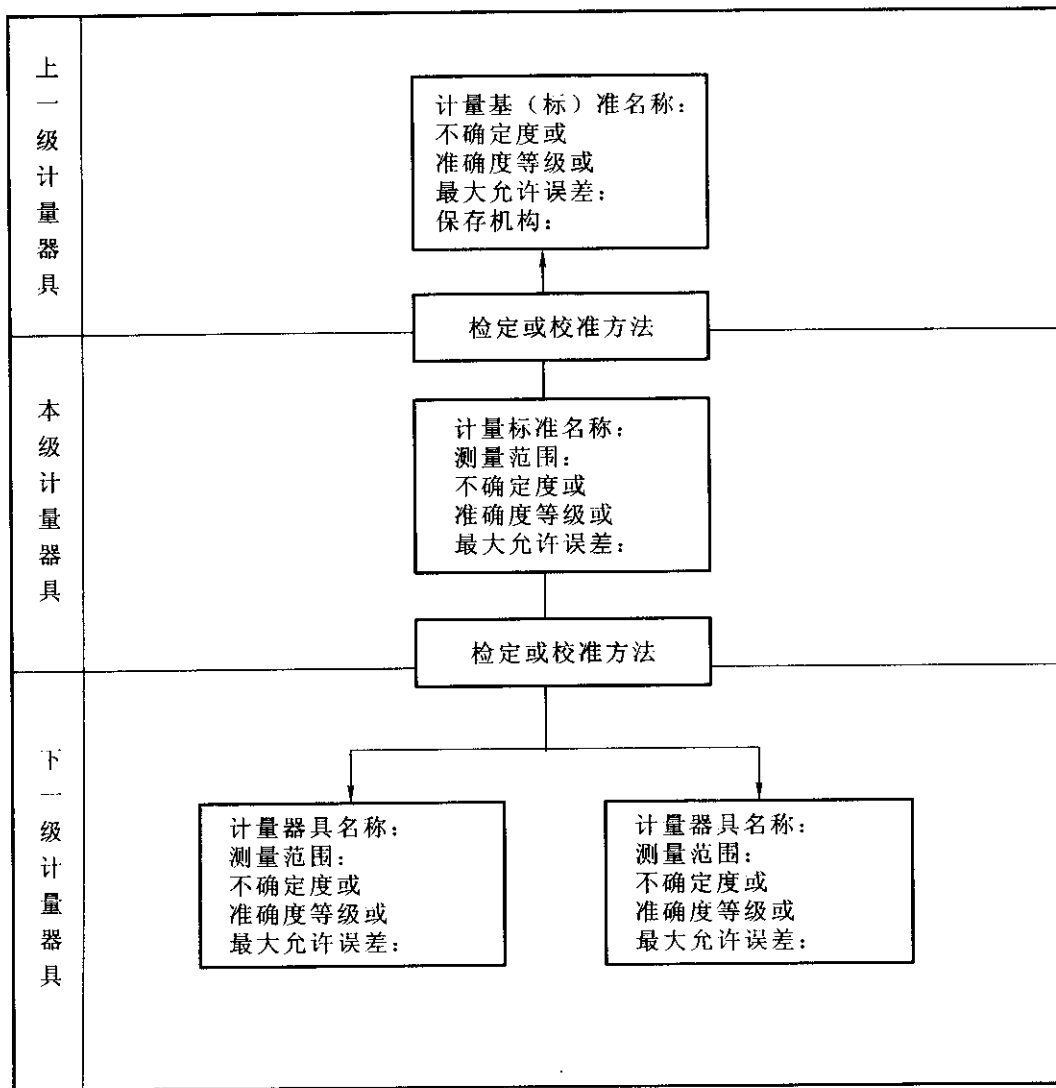 上一级计量器具
计量基（标）准名称：
不确定度或
准确度等级或
最大允许误差；
保存机构：
检定或校准方法
本级计量器具
计量标准名称：
测量范围：
不确定度或
准确度等级或
最大允许误差：
检定或校准方法
下一级计量器具
计量器具名称：
测量范围：
不确定度或
准确度等级或
最大允许误差：
计量器具名称：
测量范围：
不确定度或
准确度等级或
最大允许误差：